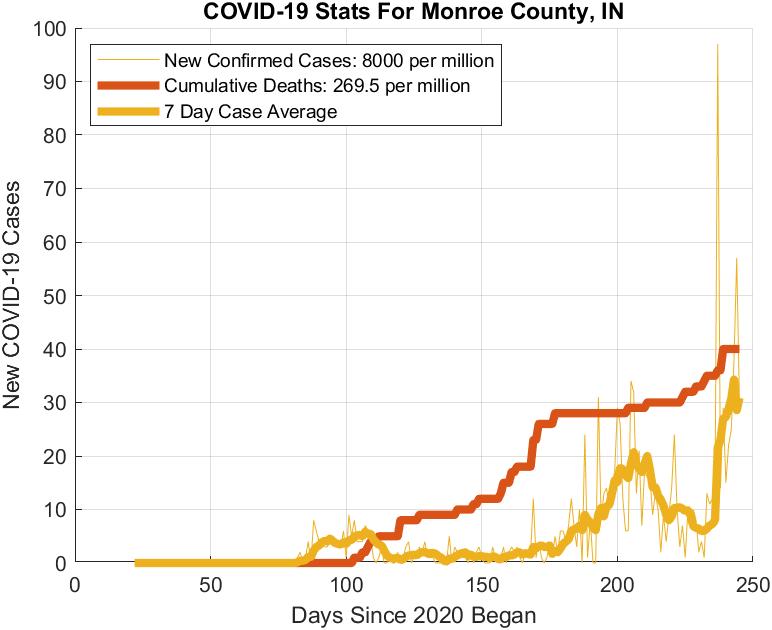 COVID-19 Stats For Monroe County, IN
100
90
80
70
60
50
40
30
20
10
0
New COVID-19 Cases
New Confirmed Cases: 8000 per million
Cumulative Deaths: 269.5 per million
7 Day Case Average
0 50 100 150 200 250
Days Since 2020 Began